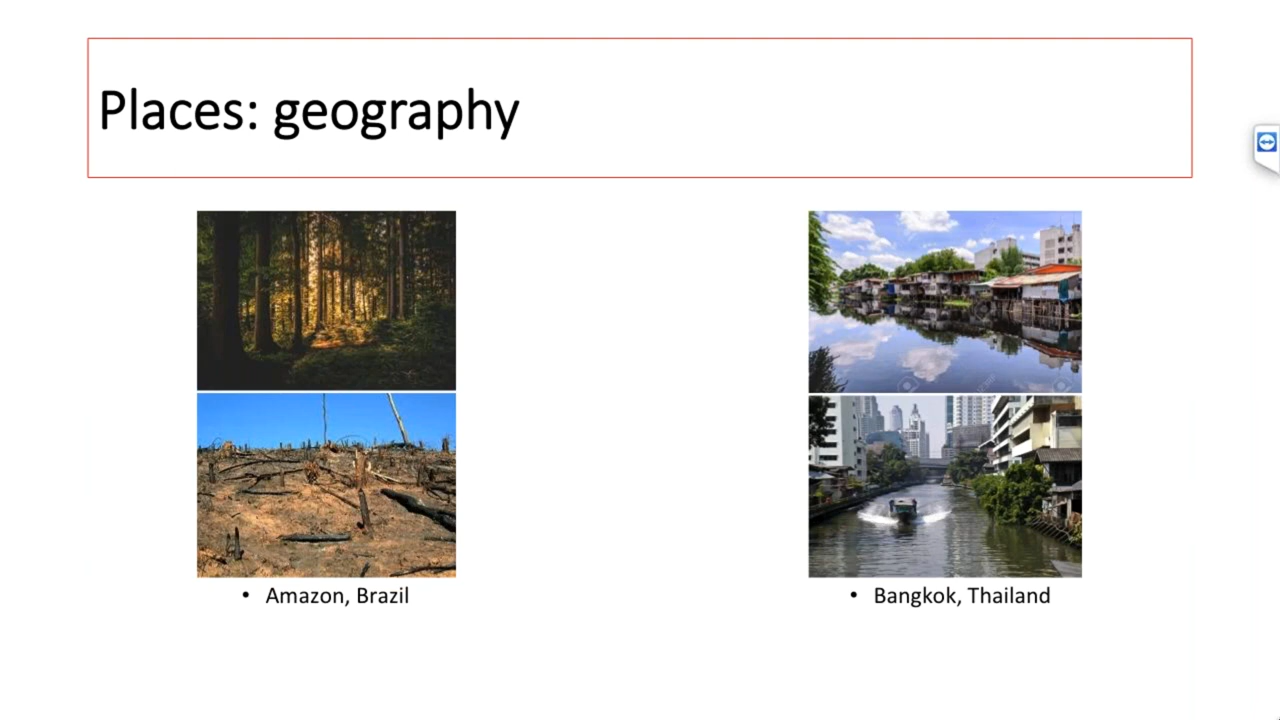 Places: geography
• Amazon, Brazil
• Bangkok, Thailand